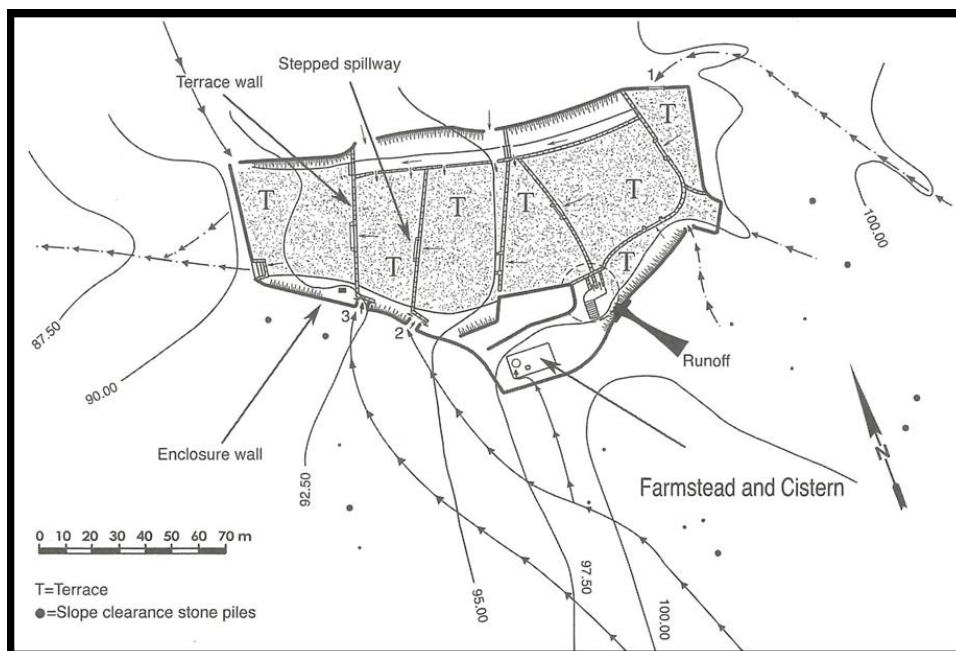 1
Stepped spillway
Terrace wall
T
T
T
T
T
T
T
100.00
3
2
Runoff
87.50
90.00
Enclosure wall
92.50
N
Farmstead and Cistern
0 10 20 30 40 50 60 70 m
95.00
97.50
100.00
T=Terrace
●=Slope clearance stone piles